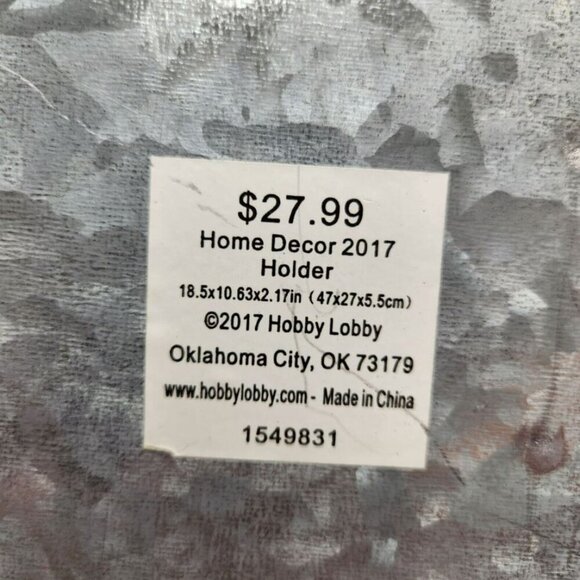 $27.99
Home Decor 2017
Holder
18.5x10.63x2.17in (47x27x5.5cm)
©2017 Hobby Lobby
Oklahoma City, OK 73179
www.hobbylobby.com - Made in China
1549831